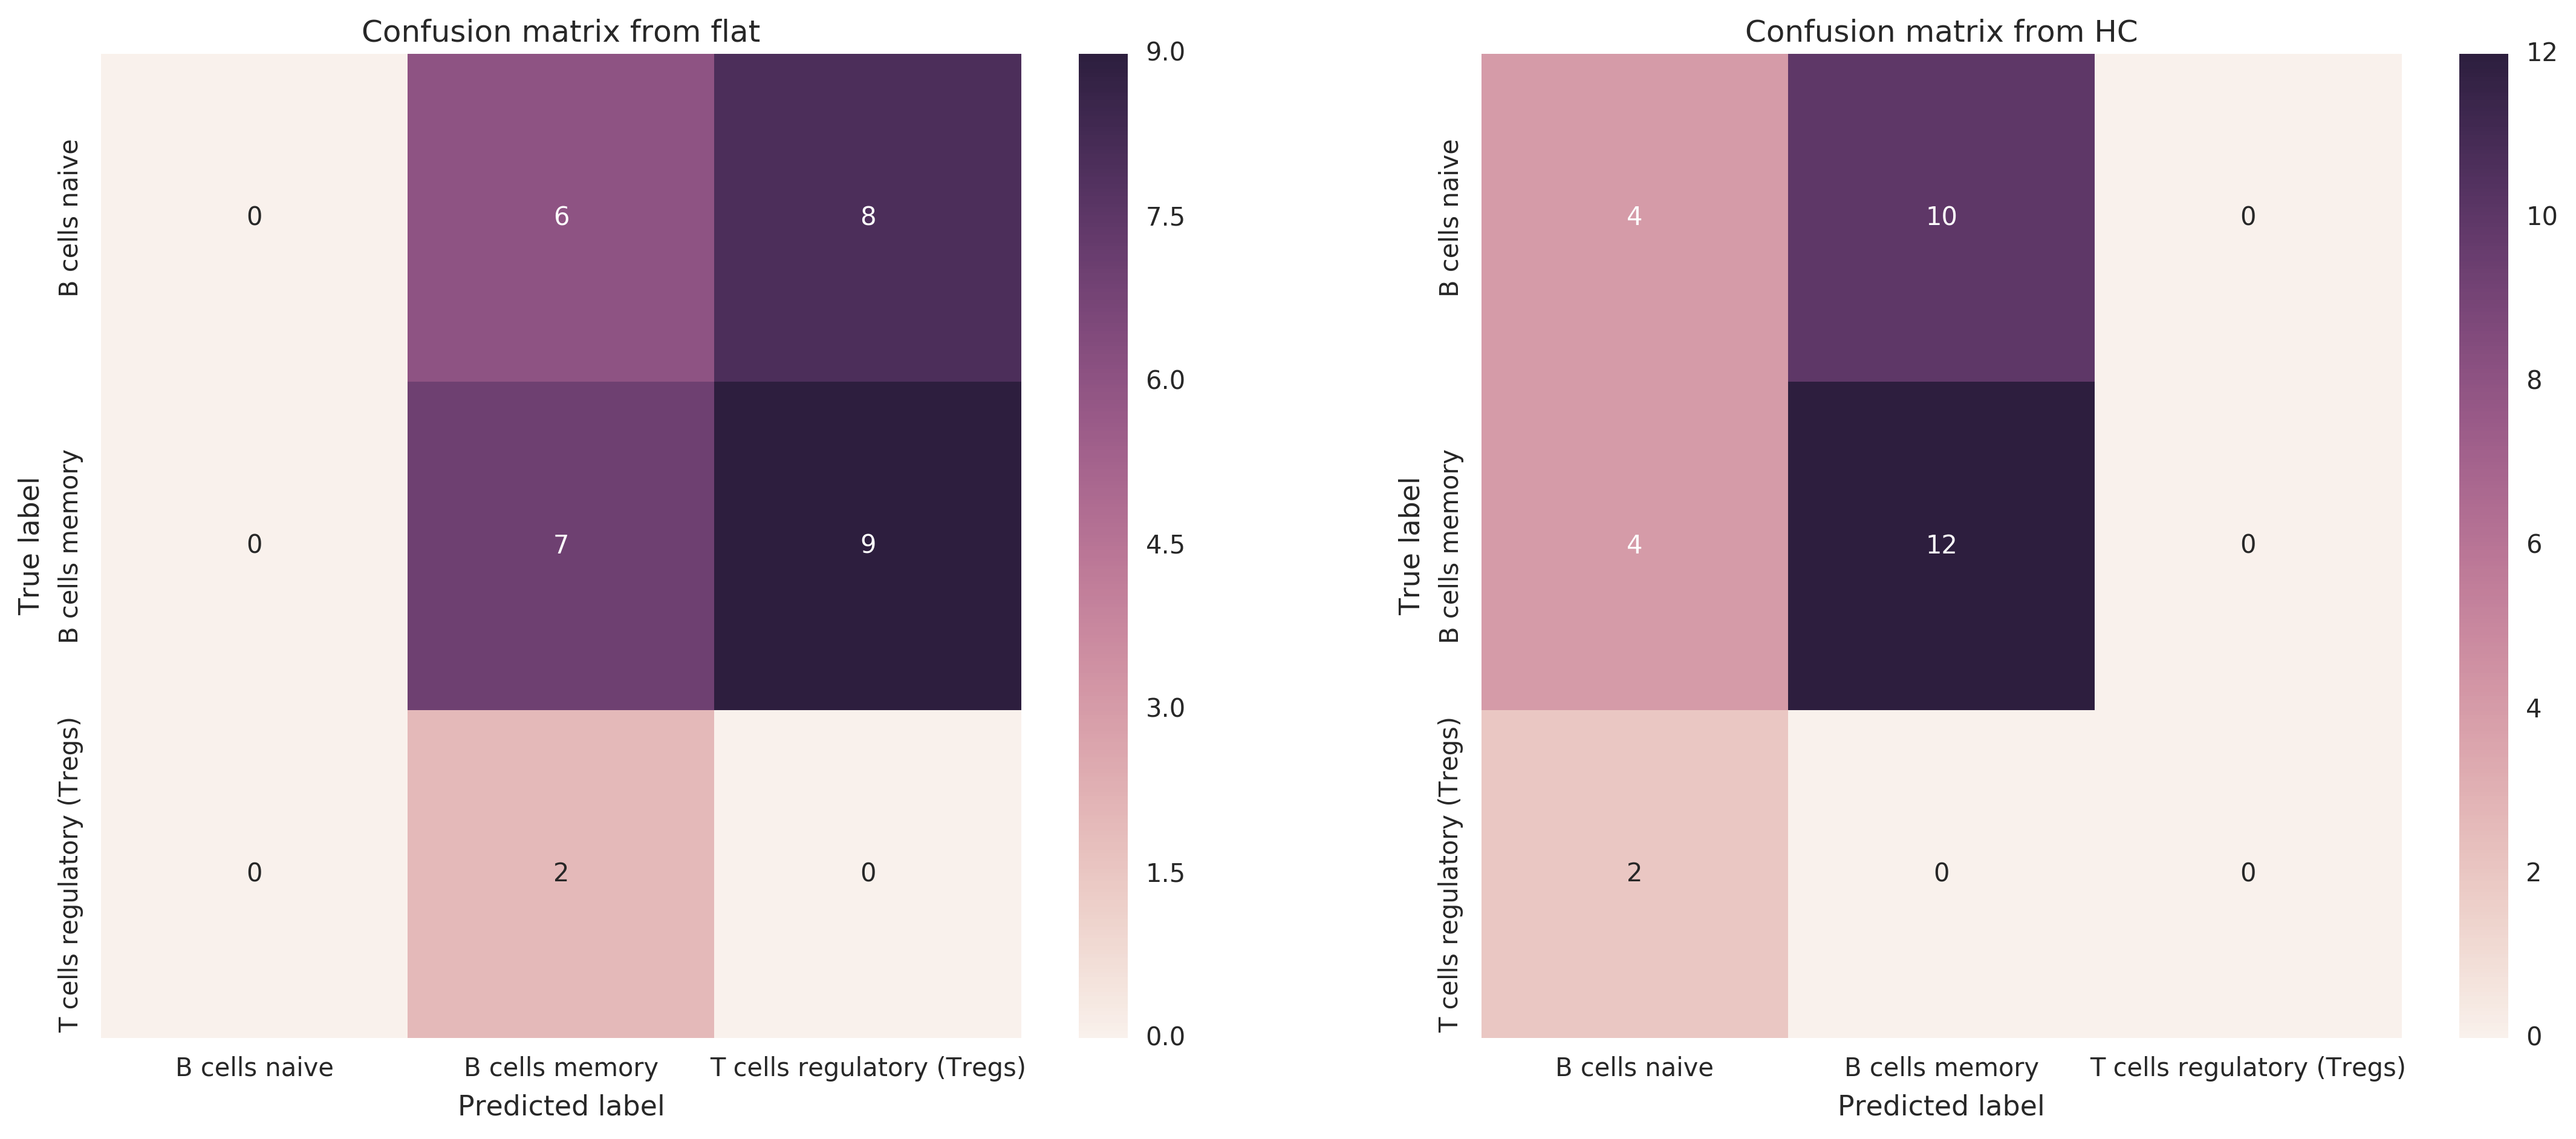 Confusion matrix from flat
True label
B cells naive
B cells memory
T cells regulatory (Tregs)
0 6 8
0 7 9
0 2 0
B cells naive B cells memory T cells regulatory (Tregs)
Predicted label
9.0
7.5
6.0
4.5
3.0
1.5
0.0
Confusion matrix from HC
True label
B cells naive
B cells memory
T cells regulatory (Tregs)
4 10 0
4 12 0
2 0 0
B cells naive B cells memory T cells regulatory (Tregs)
Predicted label
12
10
8
6
4
2
0